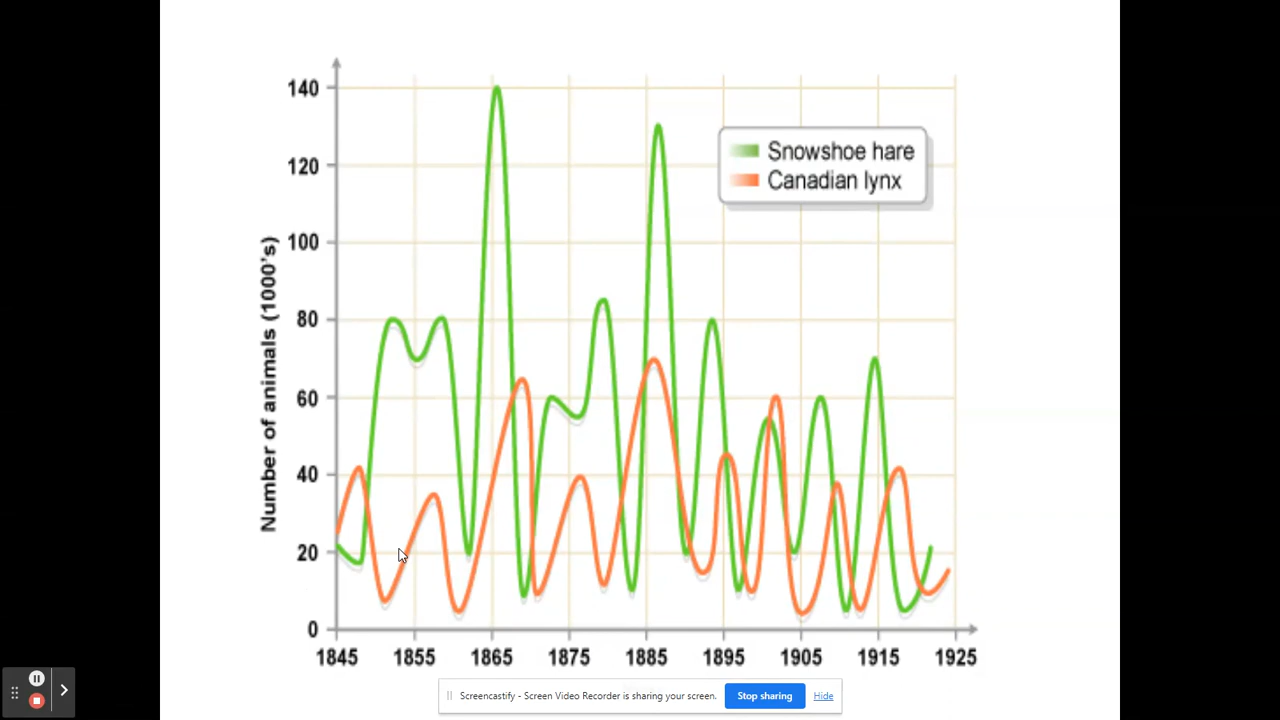 140
120
100
80
60
40
20
0
Number of animals (1000's)
Snowshoe hare
Canadian lynx
1845 1855 1865 1875 1885 1895 1905 1915 1925
Screencastify - Screen Video Recorder is sharing your screen. Stop sharing Hide